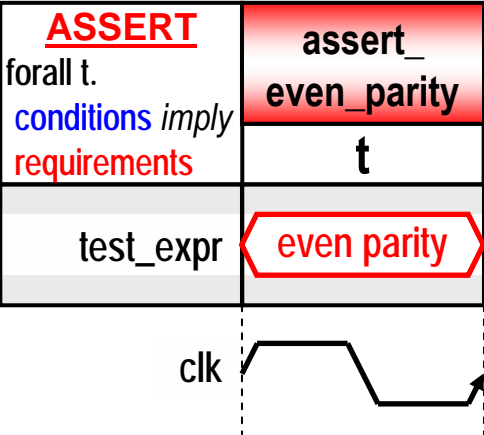 ASSERT
forall t.
conditions imply
requirements
assert_
even_parity
t
test_expr
even parity
clk